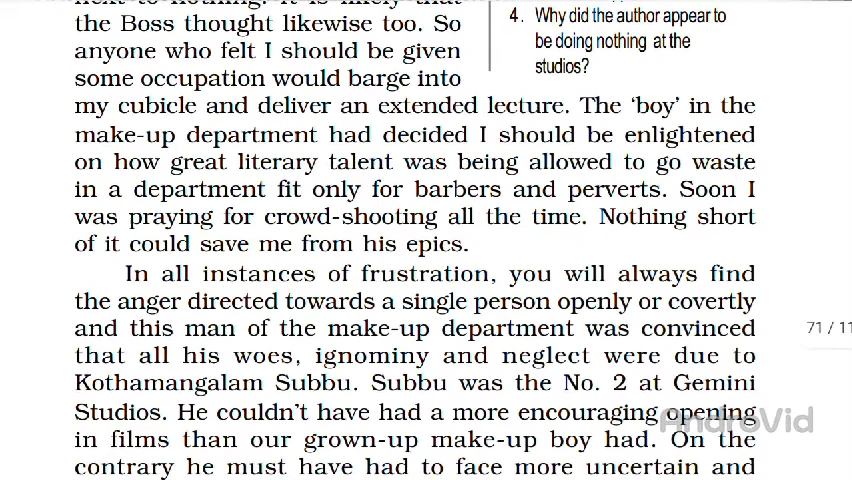 the Boss thought likewise too. So
anyone who felt I should be given
some occupation would barge into
my cubicle and deliver an extended lecture. The ‘boy’ in the
make-up department had decided I should be enlightened
on how great literary talent was being allowed to go waste
in a department fit only for barbers and perverts. Soon I
was praying for crowd-shooting all the time. Nothing short
of it could save me from his epics.
In all instances of frustration, you will always find
the anger directed towards a single person openly or covertly
and this man of the make-up department was convinced
that all his woes, ignominy and neglect were due to
Kothamangalam Subbu. Subbu was the No. 2 at Gemini
Studios. He couldn’t have had a more encouraging opening
in films than our grown-up make-up boy had. On the
contrary he must have had to face more uncertain and
4. Why did the author appear to
be doing nothing at the
studios?
71 / 11
AndroVid